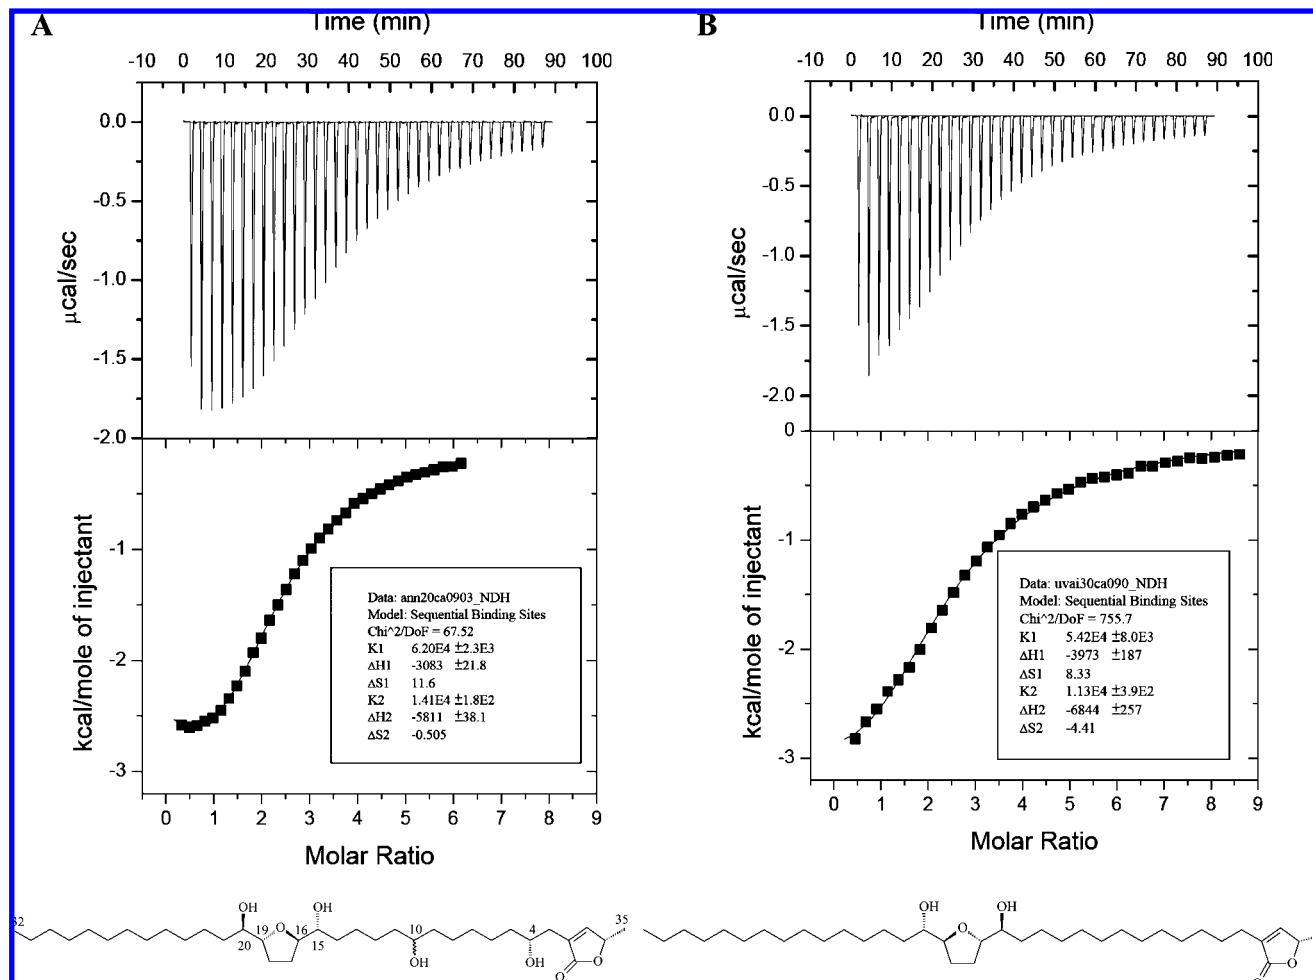 A
Time (min)
-10 0 10 20 30 40 50 60 70 80 90 100
0.0
-0.5
-1.0
-1.5
-2.0
µcal/sec
-1
-2
-3
kcal/mole of injectant
Data: ann20ca0903_NDH
Model: Sequential Binding Sites
Chi^2/DoF = 67.52
K1 6.20E4 ±2.3E3
ΔH1 -3083 ±21.8
ΔS1 11.6
K2 1.41E4 ±1.8E2
ΔH2 -5811 ±38.1
ΔS2 -0.505
0 1 2 3 4 5 6 7 8 9
Molar Ratio
32 OH 20 19 O 16 OH 15 10 OH 4 OH 35 O O
B
Time (min)
-10 0 10 20 30 40 50 60 70 80 90 100
0.0
-0.5
-1.0
-1.5
-2.0
0
µcal/sec
-1
-2
-3
kcal/mole of injectant
Data: uvai30ca090_NDH
Model: Sequential Binding Sites
Chi^2/DoF = 755.7
K1 5.42E4 ±8.0E3
ΔH1 -3973 ±187
ΔS1 8.33
K2 1.13E4 ±3.9E2
ΔH2 -6844 ±257
ΔS2 -4.41
0 1 2 3 4 5 6 7 8 9
Molar Ratio
OH O OH O O